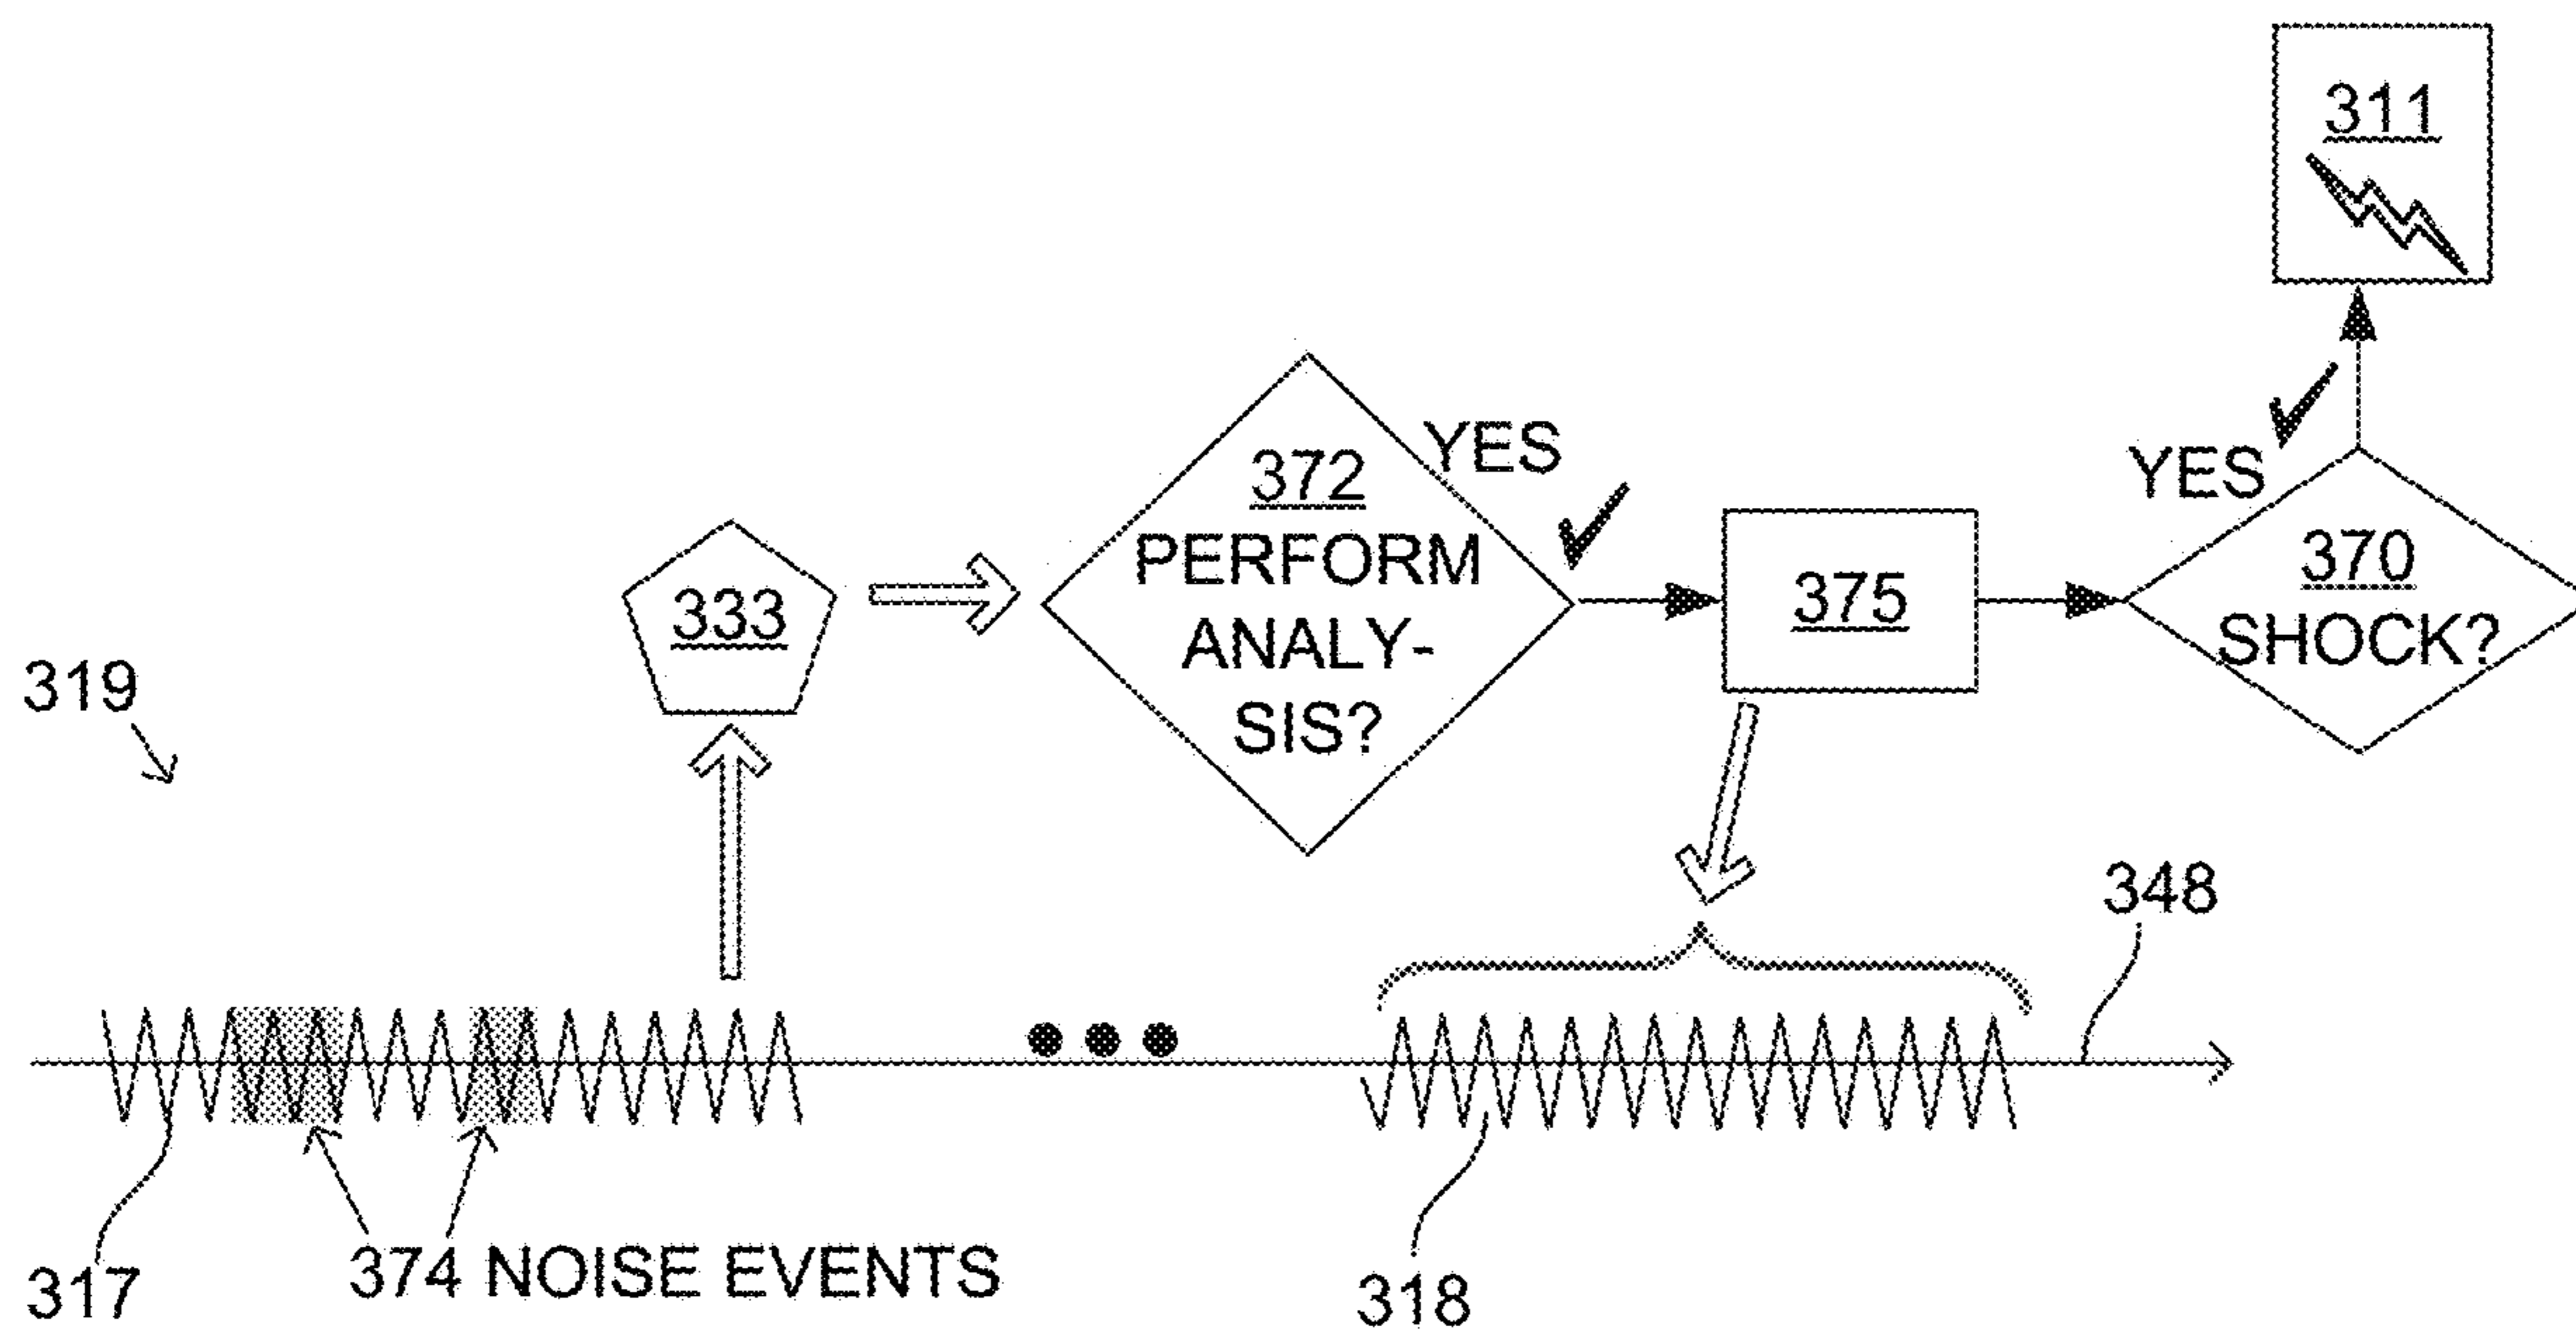 311
YES
372
PERFORM
ANALY-
SIS?
YES
370
SHOCK?
375
333
319
348
317
374 NOISE EVENTS
318